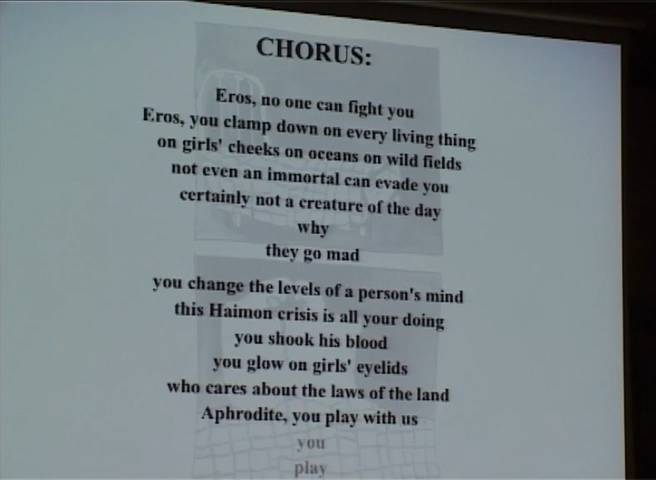 CHORUS:
Eros, no one can fight you
Eros, you clamp down on every living thing
on girls' cheeks on oceans on wild fields
not even an immortal can evade you
certainly not a creature of the day
why
they go mad
you change the levels of a person's mind
this Haimon crisis is all your doing
you shook his blood
you glow on girls' eyelids
who cares about the laws of the land
Aphrodite, you play with us
you
play